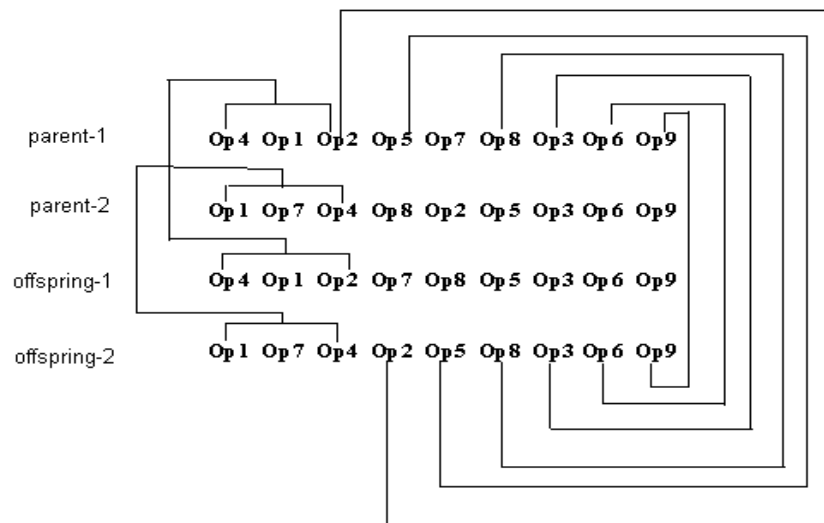 parent-1 Op4 Op1 Op2 Op5 Op7 Op8 Op3 Op6 Op9
parent-2 Op1 Op7 Op4 Op8 Op2 Op5 Op3 Op6 Op9
offspring-1 Op4 Op1 Op2 Op7 Op8 Op5 Op3 Op6 Op9
offspring-2 Op1 Op7 Op4 Op2 Op5 Op8 Op3 Op6 Op9